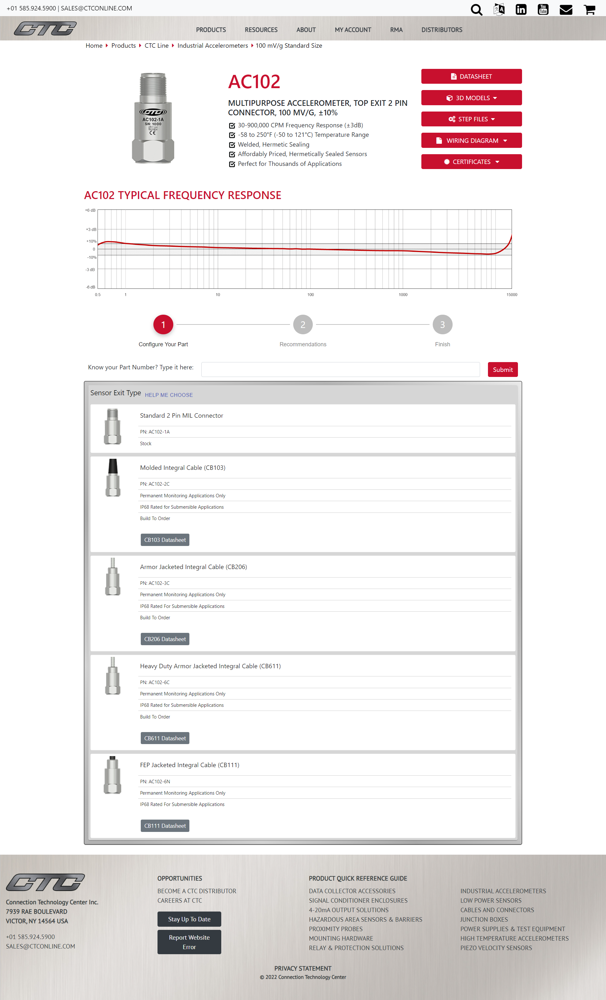 +01 585.924.5900 | SALES@CTCONLINE.COM
CTC
PRODUCTS RESOURCES ABOUT MY ACCOUNT RMA DISTRIBUTORS
Home Products CTC Line Industrial Accelerometers 100 mV/g Standard Size
CTC
AC102-1A
SN: 1000
CE
AC102
MULTIPURPOSE ACCELEROMETER, TOP EXIT 2 PIN
CONNECTOR, 100 MV/G, ±10%
30-900,000 CPM Frequency Response (±3dB)
-58 to 250°F (-50 to 121°C) Temperature Range
Welded, Hermetic Sealing
Affordably Priced, Hermetically Sealed Sensors
Perfect for Thousands of Applications
DATASHEET
3D MODELS
STEP FILES
WIRING DIAGRAM
CERTIFICATES
AC102 TYPICAL FREQUENCY RESPONSE
+6 dB
+3 dB
+10%
0
-10%
-3 dB
-6 dB
0.5 1 10 100 1000 15000
1 2 3
Configure Your Part Recommendations Finish
Know your Part Number? Type it here: Submit
Sensor Exit Type HELP ME CHOOSE
Standard 2 Pin MIL Connector
PN: AC102-1A
Stock
Molded Integral Cable (CB103)
PN: AC102-2C
Permanent Monitoring Applications Only
IP68 Rated for Submersible Applications
Build To Order
CB103 Datasheet
Armor Jacketed Integral Cable (CB206)
PN: AC102-3C
Permanent Monitoring Applications Only
IP68 Rated For Submersible Applications
Build To Order
CB206 Datasheet
Heavy Duty Armor Jacketed Integral Cable (CB611)
PN: AC102-6C
Permanent Monitoring Applications Only
IP68 Rated for Submersible Applications
Build To Order
CB611 Datasheet
FEP Jacketed Integral Cable (CB111)
PN: AC102-6N
Permanent Monitoring Applications Only
IP68 Rated For Submersible Applications
CB111 Datasheet
CTC
Connection Technology Center Inc.
7939 RAE BOULEVARD
VICTOR, NY 14564 USA
+01 585.924.5900
SALES@CTCONLINE.COM
OPPORTUNITIES
BECOME A CTC DISTRIBUTOR
CAREERS AT CTC
Stay Up To Date
Report Website
Error
PRODUCT QUICK REFERENCE GUIDE
DATA COLLECTOR ACCESSORIES
SIGNAL CONDITIONER ENCLOSURES
4-20mA OUTPUT SOLUTIONS
HAZARDOUS AREA SENSORS & BARRIERS
PROXIMITY PROBES
MOUNTING HARDWARE
RELAY & PROTECTION SOLUTIONS
INDUSTRIAL ACCELEROMETERS
LOW POWER SENSORS
CABLES AND CONNECTORS
JUNCTION BOXES
POWER SUPPLIES & TEST EQUIPMENT
HIGH TEMPERATURE ACCELEROMETERS
PIEZO VELOCITY SENSORS
PRIVACY STATEMENT
© 2022 Connection Technology Center